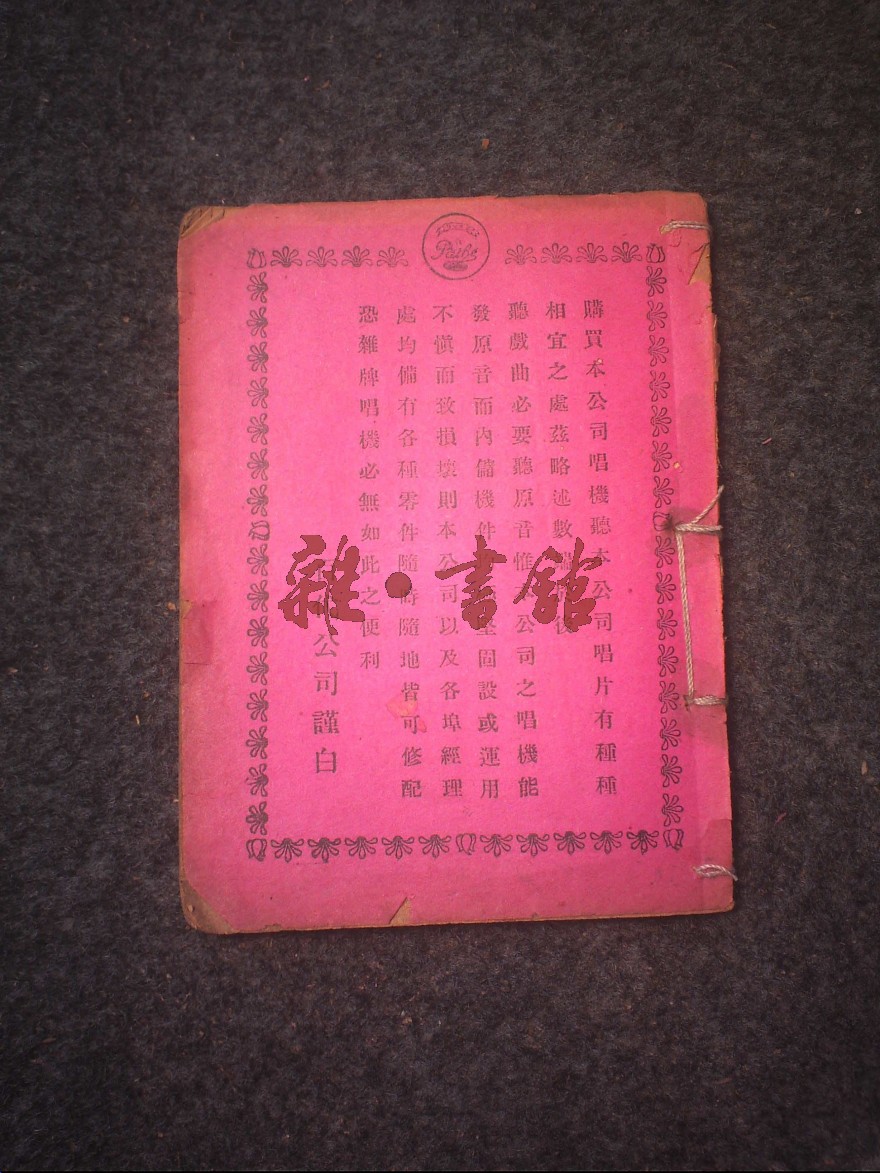 Pathé
購買本公司唱機聽本公司唱片有種種
相宜之處茲略述數端後
聽戲曲必要聽原音惟公司之唱機能
發原音而內儲機件堅固設或運用
不慎而致損壞則本公司以及各埠經理
處均備有各種零件隨時隨地皆可修配
恐雜牌唱機必無如此之便利
公司謹白
雜·書館